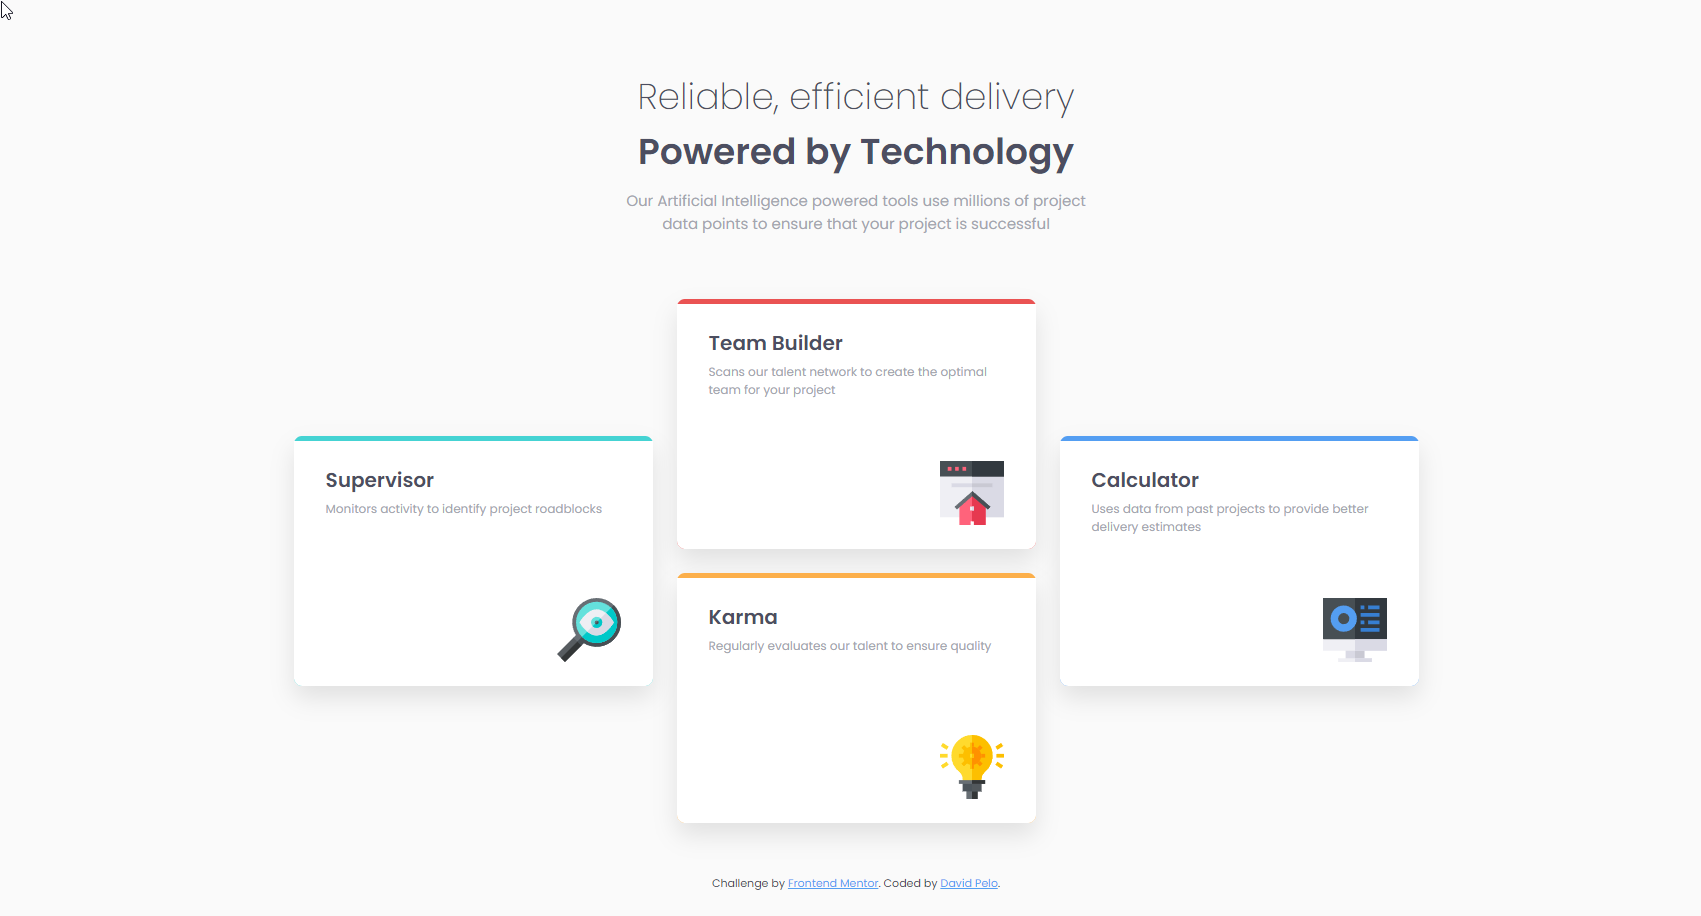 Reliable, efficient delivery
Powered by Technology
Our Artificial Intelligence powered tools use millions of project
data points to ensure that your project is successful
Team Builder
Scans our talent network to create the optimal
team for your project
Supervisor
Monitors activity to identify project roadblocks
Calculator
Uses data from past projects to provide better
delivery estimates
Karma
Regularly evaluates our talent to ensure quality
Challenge by Frontend Mentor. Coded by David Pelo.